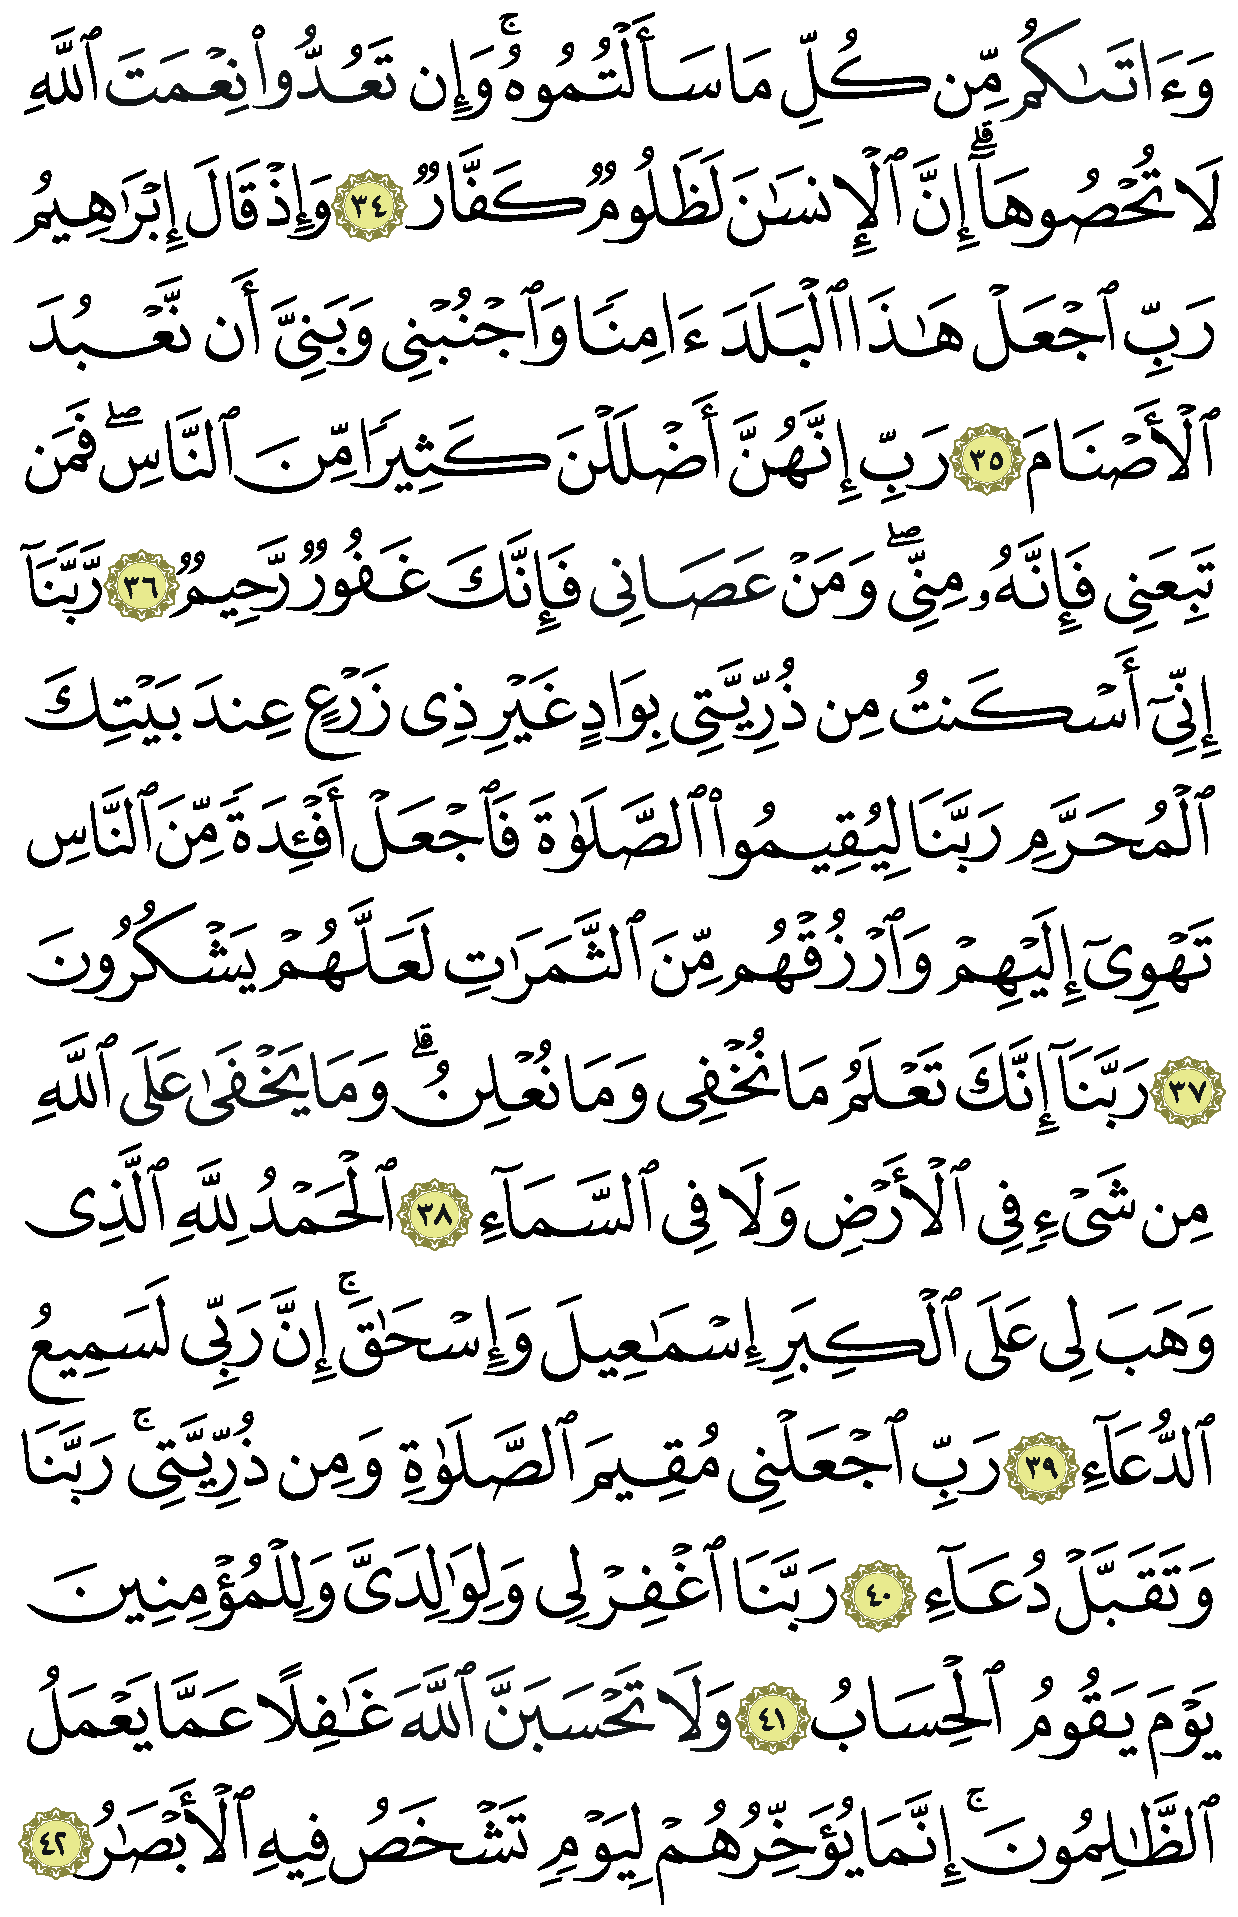 وَءَاتَىٰكُم مِّن كُلِّ مَا سَأَلْتُمُوهُ ۚ وَإِن تَعُدُّوا۟ نِعْمَتَ ٱللَّهِ
لَا تُحْصُوهَآ ۗ إِنَّ ٱلْإِنسَـٰنَ لَظَلُومٌ كَفَّارٌ ٣٤ وَإِذْ قَالَ إِبْرَٰهِيمُ
رَبِّ ٱجْعَلْ هَـٰذَا ٱلْبَلَدَ ءَامِنًا وَٱجْنُبْنِى وَبَنِىَّ أَن نَّعْبُدَ
ٱلْأَصْنَامَ ٣٥ رَبِّ إِنَّهُنَّ أَضْلَلْنَ كَثِيرًا مِّنَ ٱلنَّاسِ ۖ فَمَن
تَبِعَنِى فَإِنَّهُۥ مِنِّى ۖ وَمَنْ عَصَانِى فَإِنَّكَ غَفُورٌ رَّحِيمٌ ٣٦ رَّبَّنَآ
إِنِّىٓ أَسْكَنتُ مِن ذُرِّيَّتِى بِوَادٍ غَيْرِ ذِى زَرْعٍ عِندَ بَيْتِكَ
ٱلْمُحَرَّمِ رَبَّنَا لِيُقِيمُوا۟ ٱلصَّلَوٰةَ فَٱجْعَلْ أَفْـِٔدَةً مِّنَ ٱلنَّاسِ
تَهْوِىٓ إِلَيْهِمْ وَٱرْزُقْهُم مِّنَ ٱلثَّمَرَٰتِ لَعَلَّهُمْ يَشْكُرُونَ
٣٧ رَبَّنَآ إِنَّكَ تَعْلَمُ مَا نُخْفِى وَمَا نُعْلِنُ ۗ وَمَا يَخْفَىٰ عَلَى ٱللَّهِ
مِن شَىْءٍ فِى ٱلْأَرْضِ وَلَا فِى ٱلسَّمَآءِ ٣٨ ٱلْحَمْدُ لِلَّهِ ٱلَّذِى
وَهَبَ لِى عَلَى ٱلْكِبَرِ إِسْمَـٰعِيلَ وَإِسْحَـٰقَ ۚ إِنَّ رَبِّى لَسَمِيعُ
ٱلدُّعَآءِ ٣٩ رَبِّ ٱجْعَلْنِى مُقِيمَ ٱلصَّلَوٰةِ وَمِن ذُرِّيَّتِى ۚ رَبَّنَا
وَتَقَبَّلْ دُعَآءِ ٤٠ رَبَّنَا ٱغْفِرْ لِى وَلِوَٰلِدَىَّ وَلِلْمُؤْمِنِينَ
يَوْمَ يَقُومُ ٱلْحِسَابُ ٤١ وَلَا تَحْسَبَنَّ ٱللَّهَ غَـٰفِلًا عَمَّا يَعْمَلُ
ٱلظَّـٰلِمُونَ ۚ إِنَّمَا يُؤَخِّرُهُمْ لِيَوْمٍ تَشْخَصُ فِيهِ ٱلْأَبْصَـٰرُ ٤٢